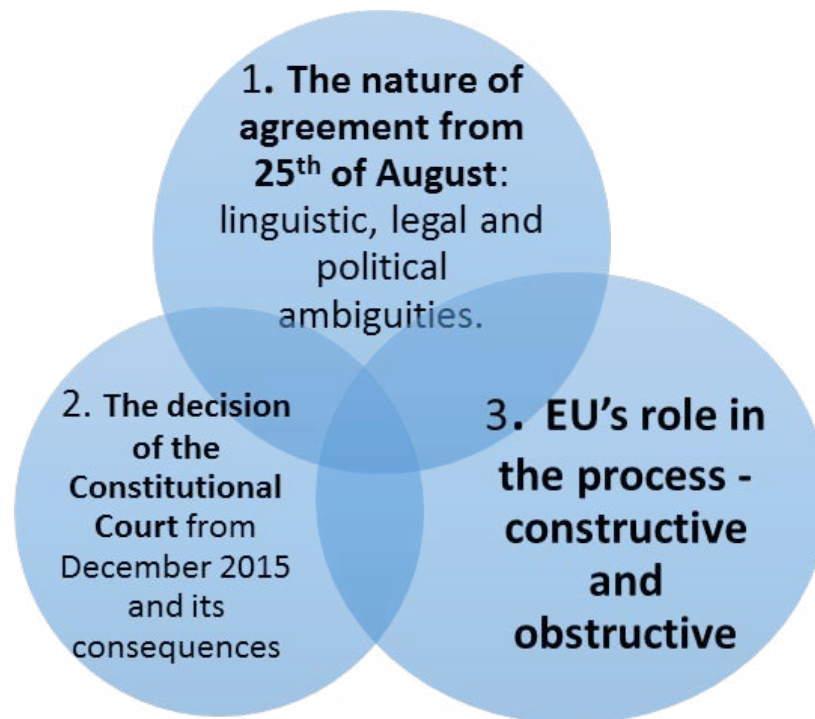 1. The nature of
agreement from
25th of August:
linguistic, legal and
political
ambiguities.
2. The decision
of the
Constitutional
Court from
December 2015
and its
consequences
3. EU’s role in
the process -
constructive
and
obstructive